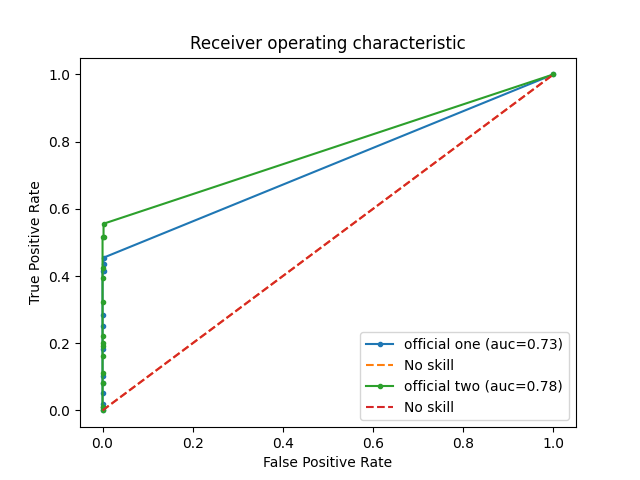 Receiver operating characteristic
True Positive Rate
1.0
0.8
0.6
0.4
0.2
0.0
official one (auc=0.73)
No skill
official two (auc=0.78)
No skill
0.0 0.2 0.4 0.6 0.8 1.0
False Positive Rate